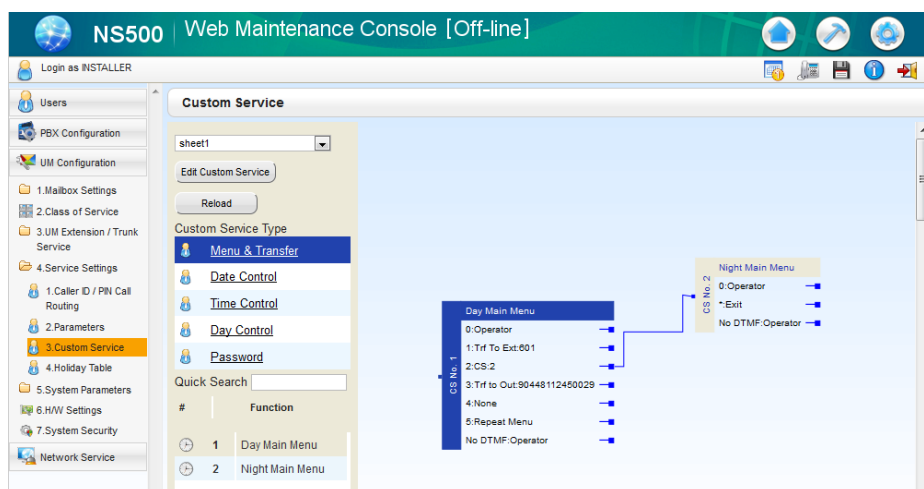 NS500 Web Maintenance Console [Off-line]
Login as INSTALLER
Users
PBX Configuration
UM Configuration
1.Mailbox Settings
2.Class of Service
3.UM Extension / Trunk
Service
4.Service Settings
1.Caller ID / PIN Call
Routing
2.Parameters
3.Custom Service
4.Holiday Table
5.System Parameters
6.H/W Settings
7.System Security
Network Service
Custom Service
sheet1
Edit Custom Service
Reload
Custom Service Type
Menu & Transfer
Date Control
Time Control
Day Control
Password
Quick Search
# Function
1 Day Main Menu
2 Night Main Menu
CS No. 1
Day Main Menu
0:Operator
1:Trf To Ext:601
2:CS:2
3:Trf to Out:90448112450029
4:None
5:Repeat Menu
No DTMF:Operator
CS No. 2
Night Main Menu
0:Operator
*:Exit
No DTMF:Operator